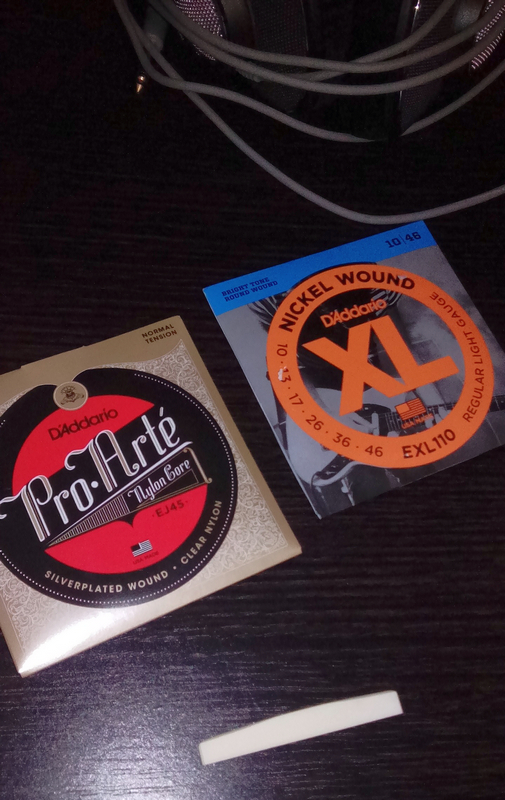 10|46
BRIGHT TONE
ROUND WOUND
NICKEL WOUND
D'Addario
XL
10 · 13 · 17 · 26 · 36 · 46
EXL110
REGULAR LIGHT GAUGE
NORMAL
TENSION
D'Addario
Pro·Arté
Nylon Core
·EJ45·
SILVERPLATED WOUND · CLEAR NYLON